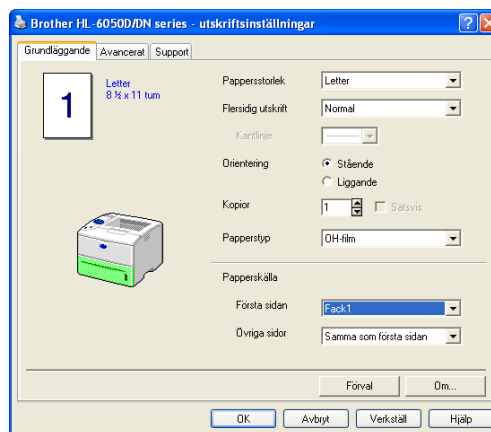 Brother HL-6050D/DN series - utskriftsinställningar
Grundläggande Avancerat Support
1
Letter
8 ½ x 11 tum
Pappersstorlek Letter
Flersidig utskrift Normal
Kantlinje
Orientering Stående
Liggande
Kopior 1 Satsvis
Papperstyp OH-film
Papperskälla
Första sidan Fack1
Övriga sidor Samma som första sidan
Förval Om...
OK Avbryt Verkställ Hjälp